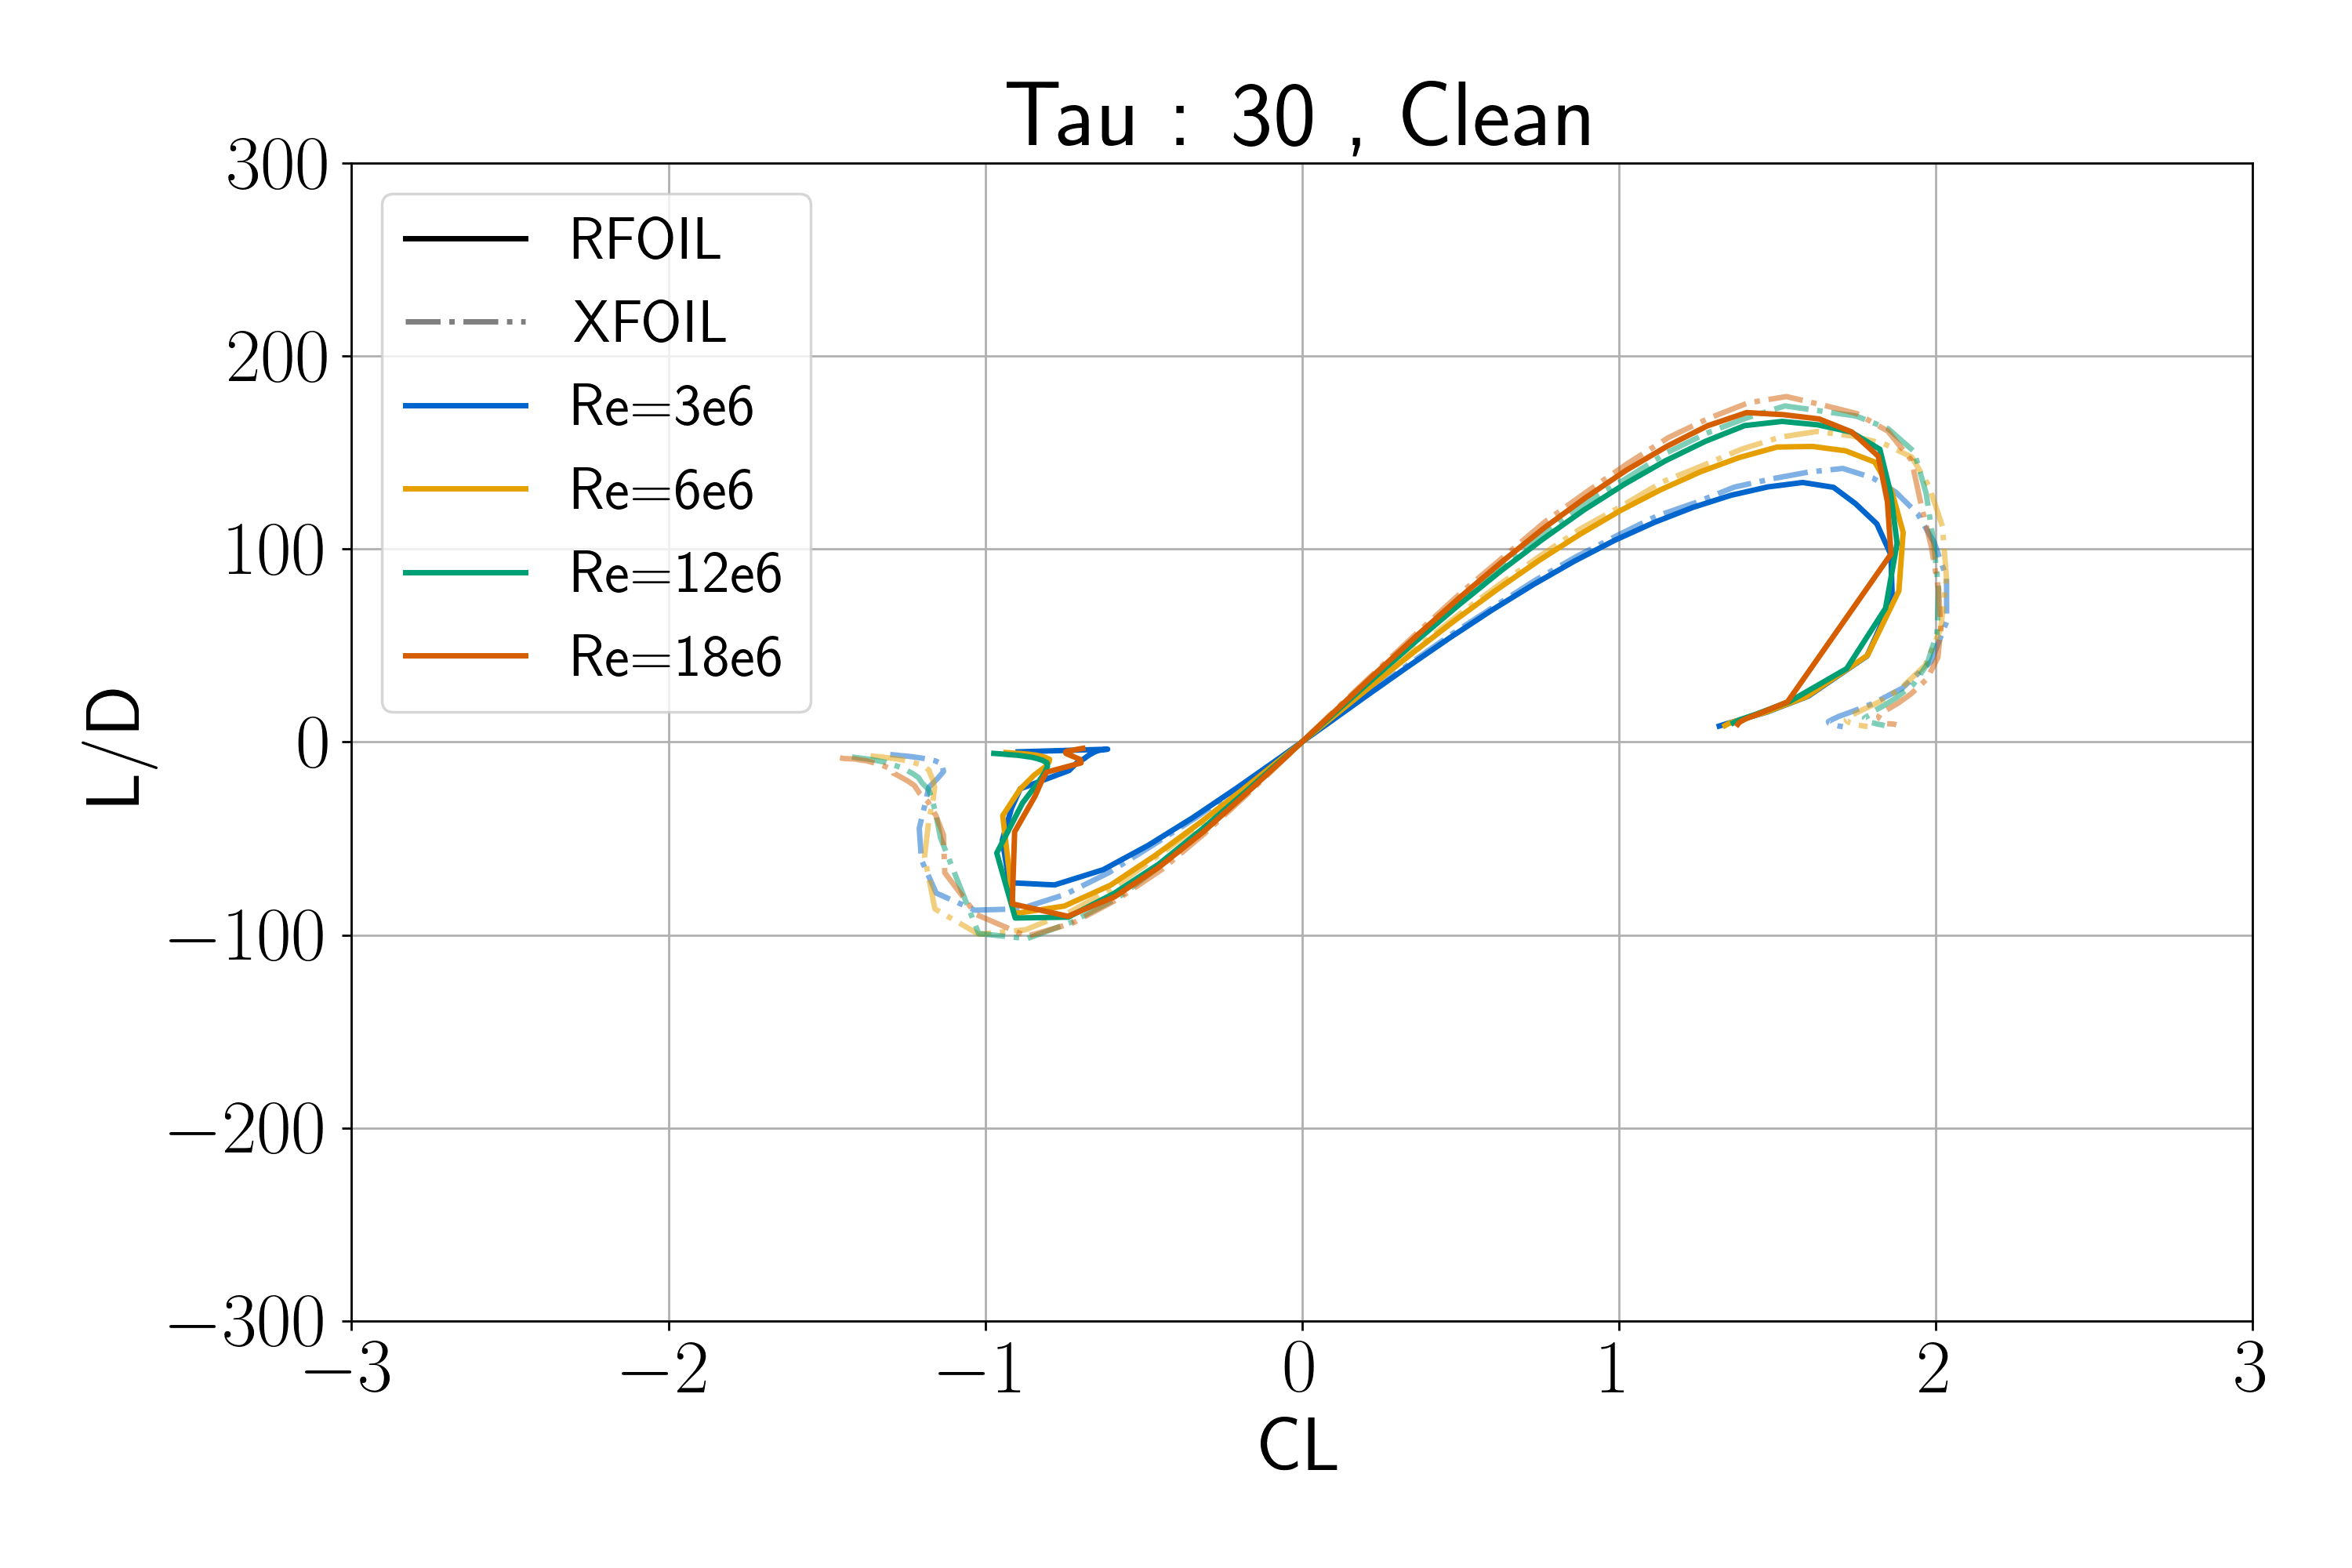 Tau : 30 , Clean
300
200
100
0
−100
−200
−300
L/D
RFOIL
XFOIL
Re=3e6
Re=6e6
Re=12e6
Re=18e6
−3 −2 −1 0 1 2 3
CL